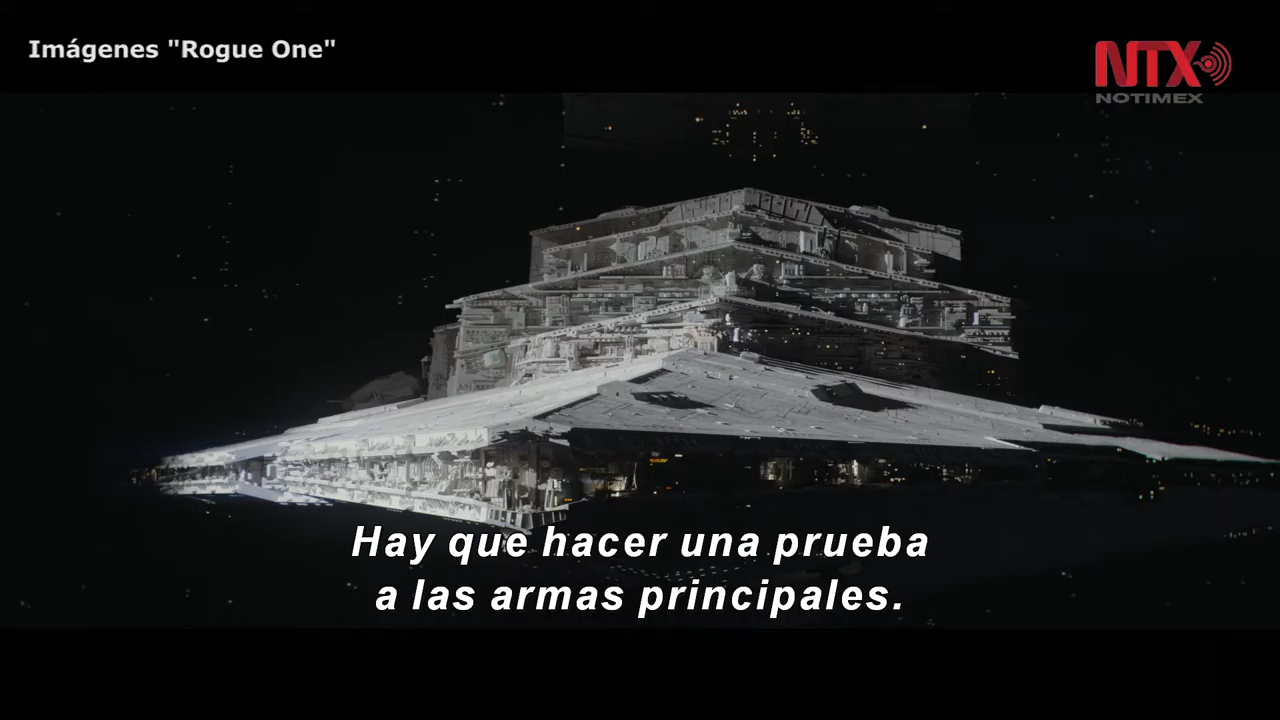 Imágenes "Rogue One"
NTX
NOTIMEX
Hay que hacer una prueba
a las armas principales.